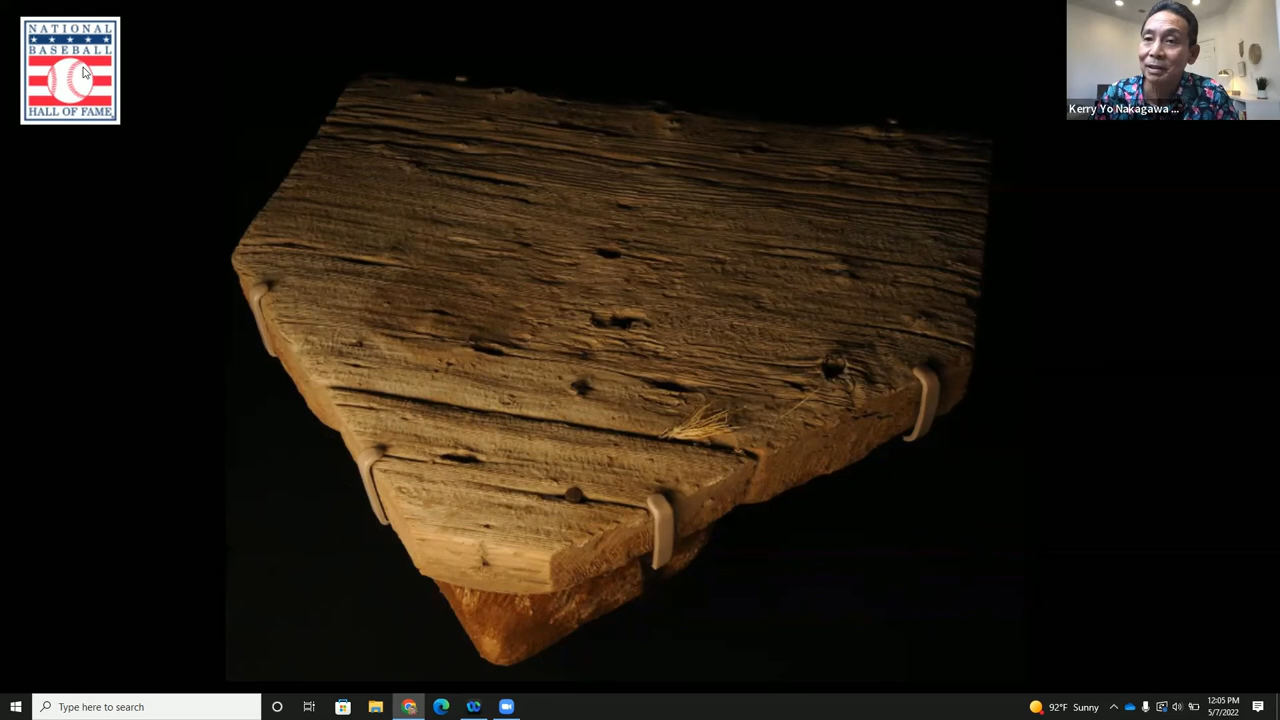 NATIONAL
BASEBALL
HALL OF FAME
Kerry Yo Nakagawa ...
Type here to search
92°F Sunny
12:05 PM
5/7/2022